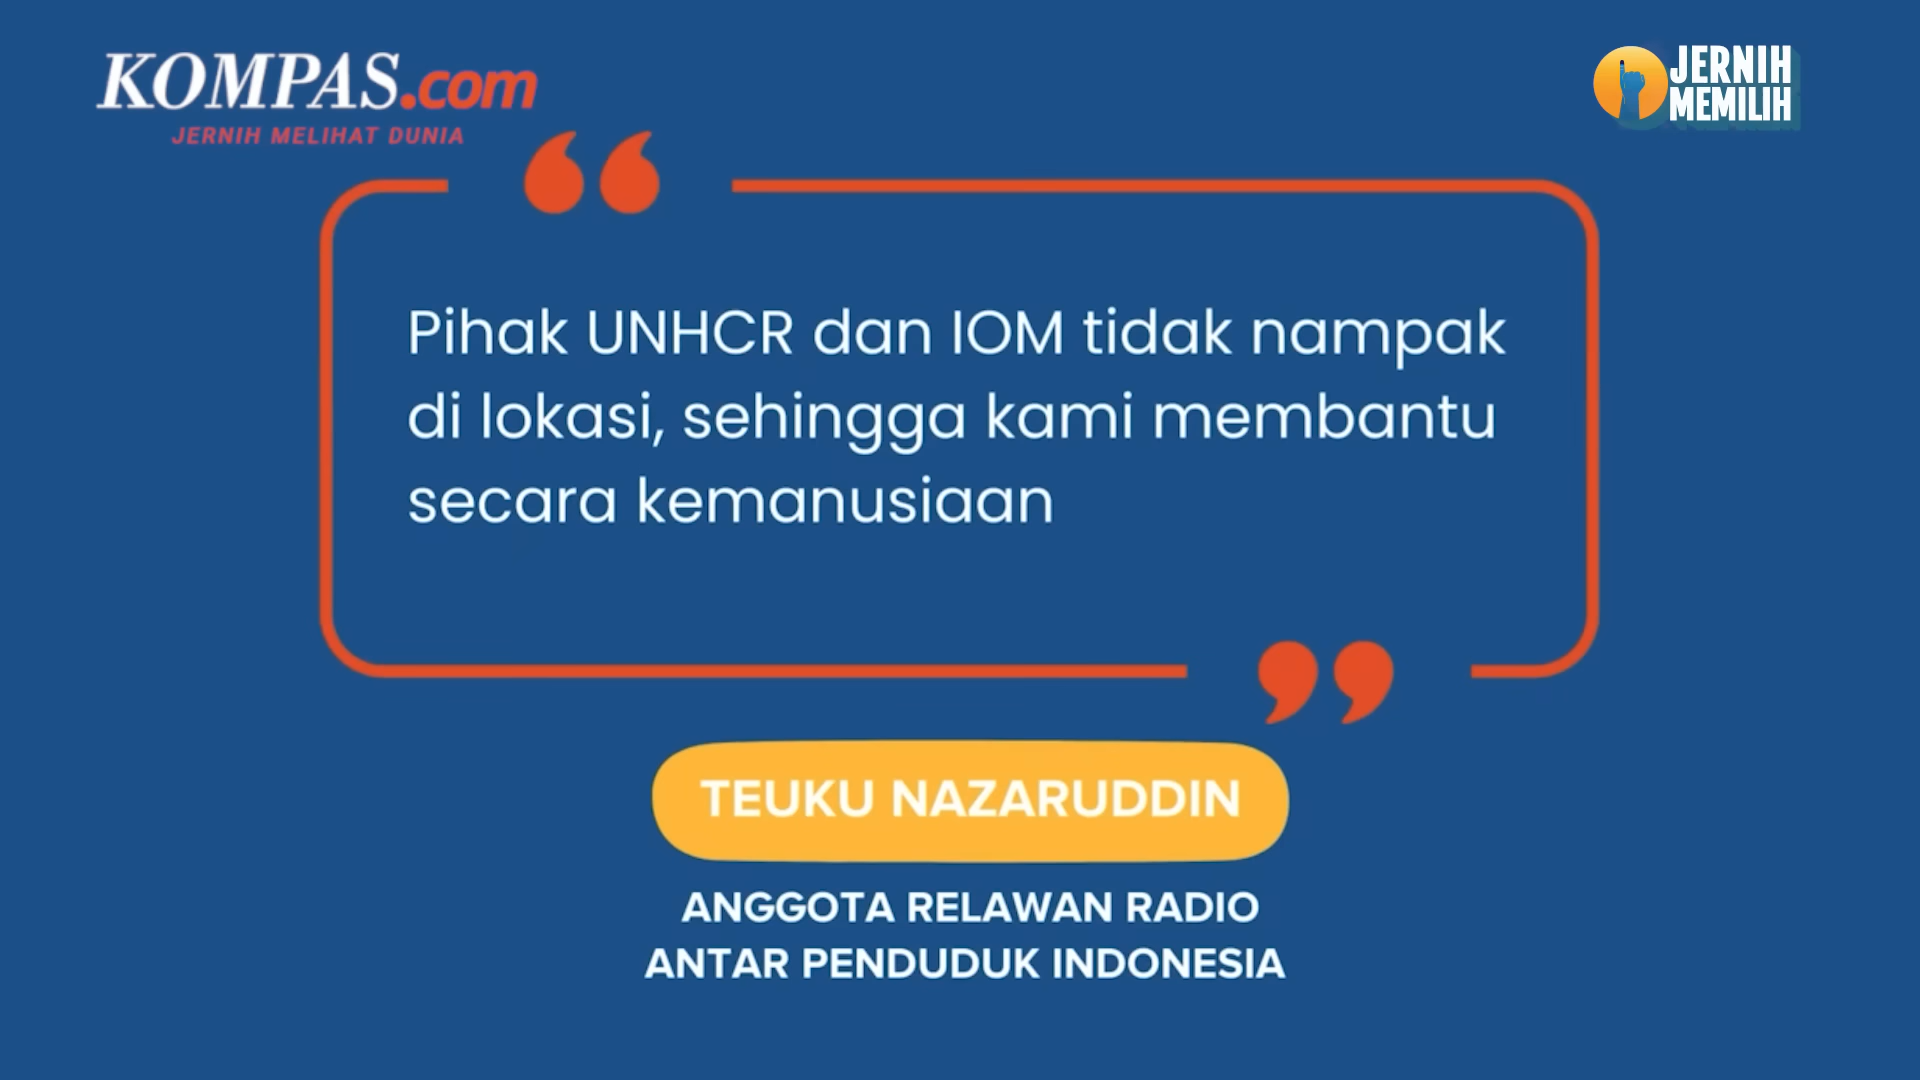 KOMPAS.com
JERNIH MELIHAT DUNIA
JERNIH
MEMILIH
Pihak UNHCR dan IOM tidak nampak
di lokasi, sehingga kami membantu
secara kemanusiaan
TEUKU NAZARUDDIN
ANGGOTA RELAWAN RADIO
ANTAR PENDUDUK INDONESIA